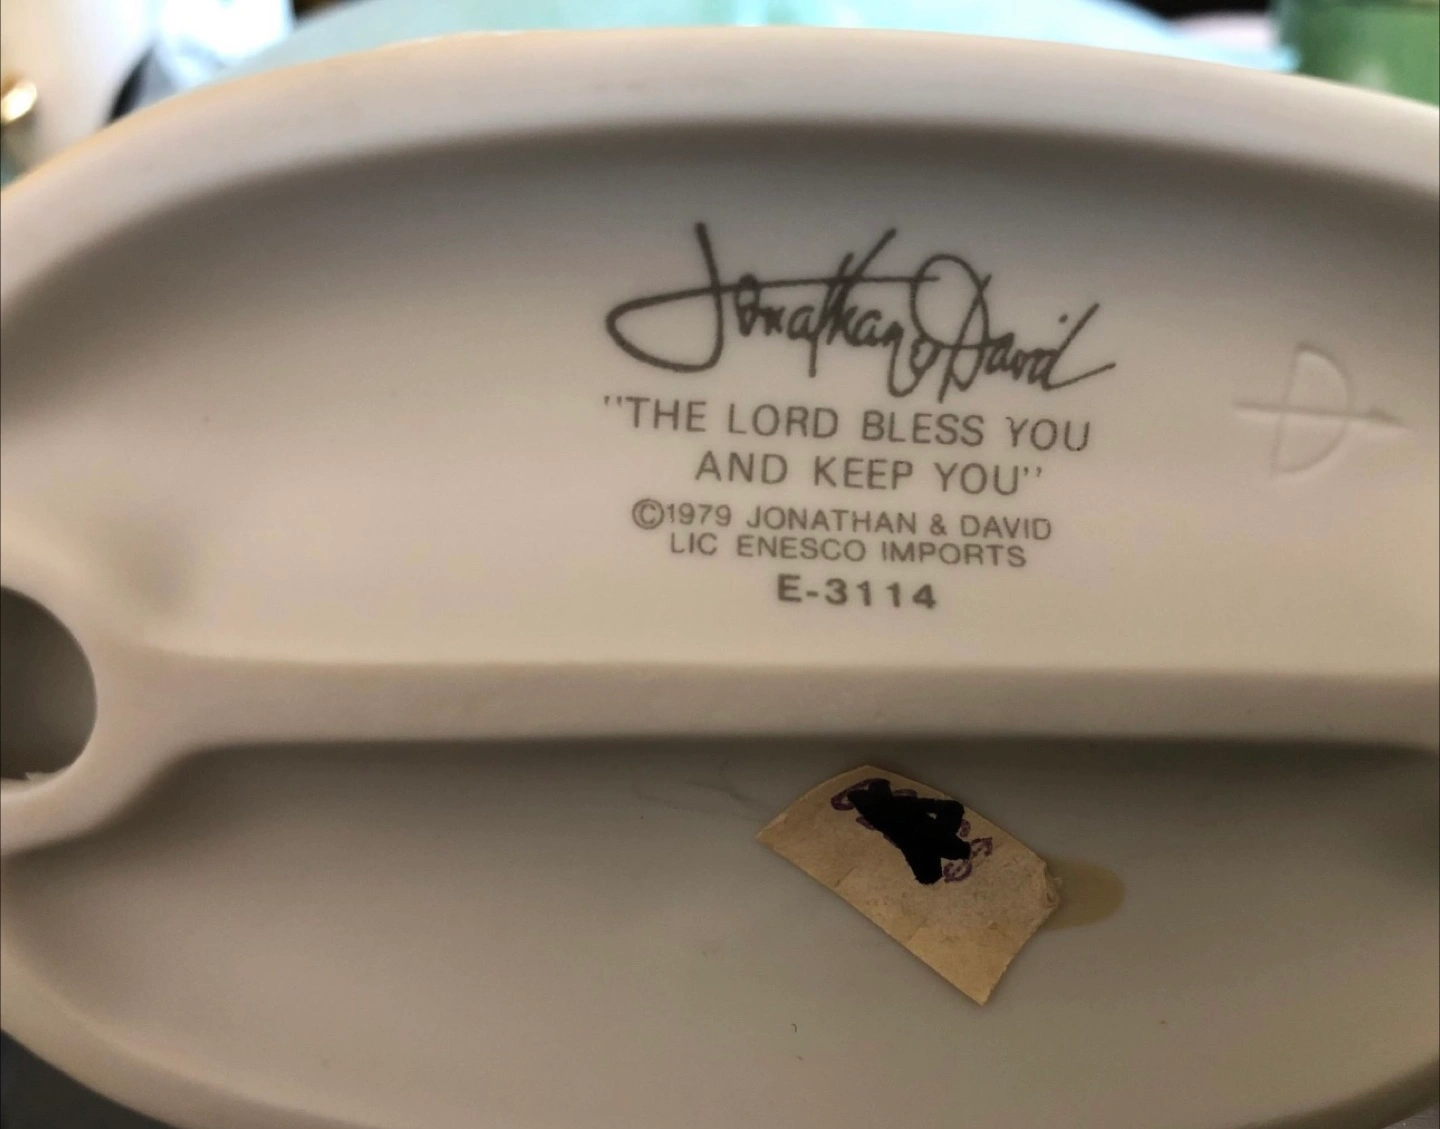 Jonathan & David
"THE LORD BLESS YOU
AND KEEP YOU"
©1979 JONATHAN & DAVID
LIC ENESCO IMPORTS
E-3114